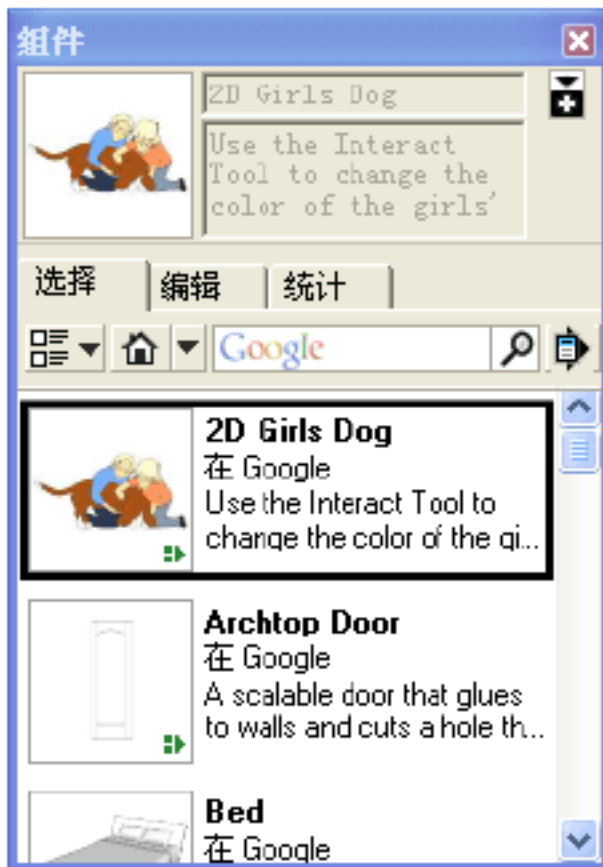 组件
2D Girls Dog
Use the Interact
Tool to change the
color of the girls'
选择
编辑
统计
Google
2D Girls Dog
在 Google
Use the Interact Tool to
change the color of the gi...
Archtop Door
在 Google
A scalable door that glues
to walls and cuts a hole th...
Bed
在 Google